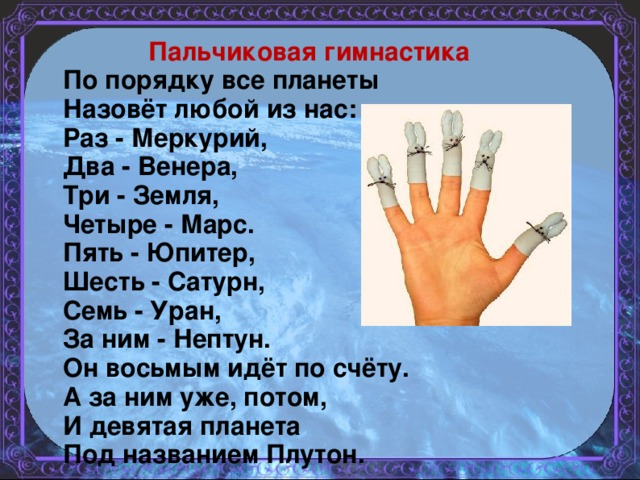 Пальчиковая гимнастика
По порядку все планеты
Назовёт любой из нас:
Раз - Меркурий,
Два - Венера,
Три - Земля,
Четыре - Марс.
Пять - Юпитер,
Шесть - Сатурн,
Семь - Уран,
За ним - Нептун.
Он восьмым идёт по счёту.
А за ним уже, потом,
И девятая планета
Под названием Плутон.